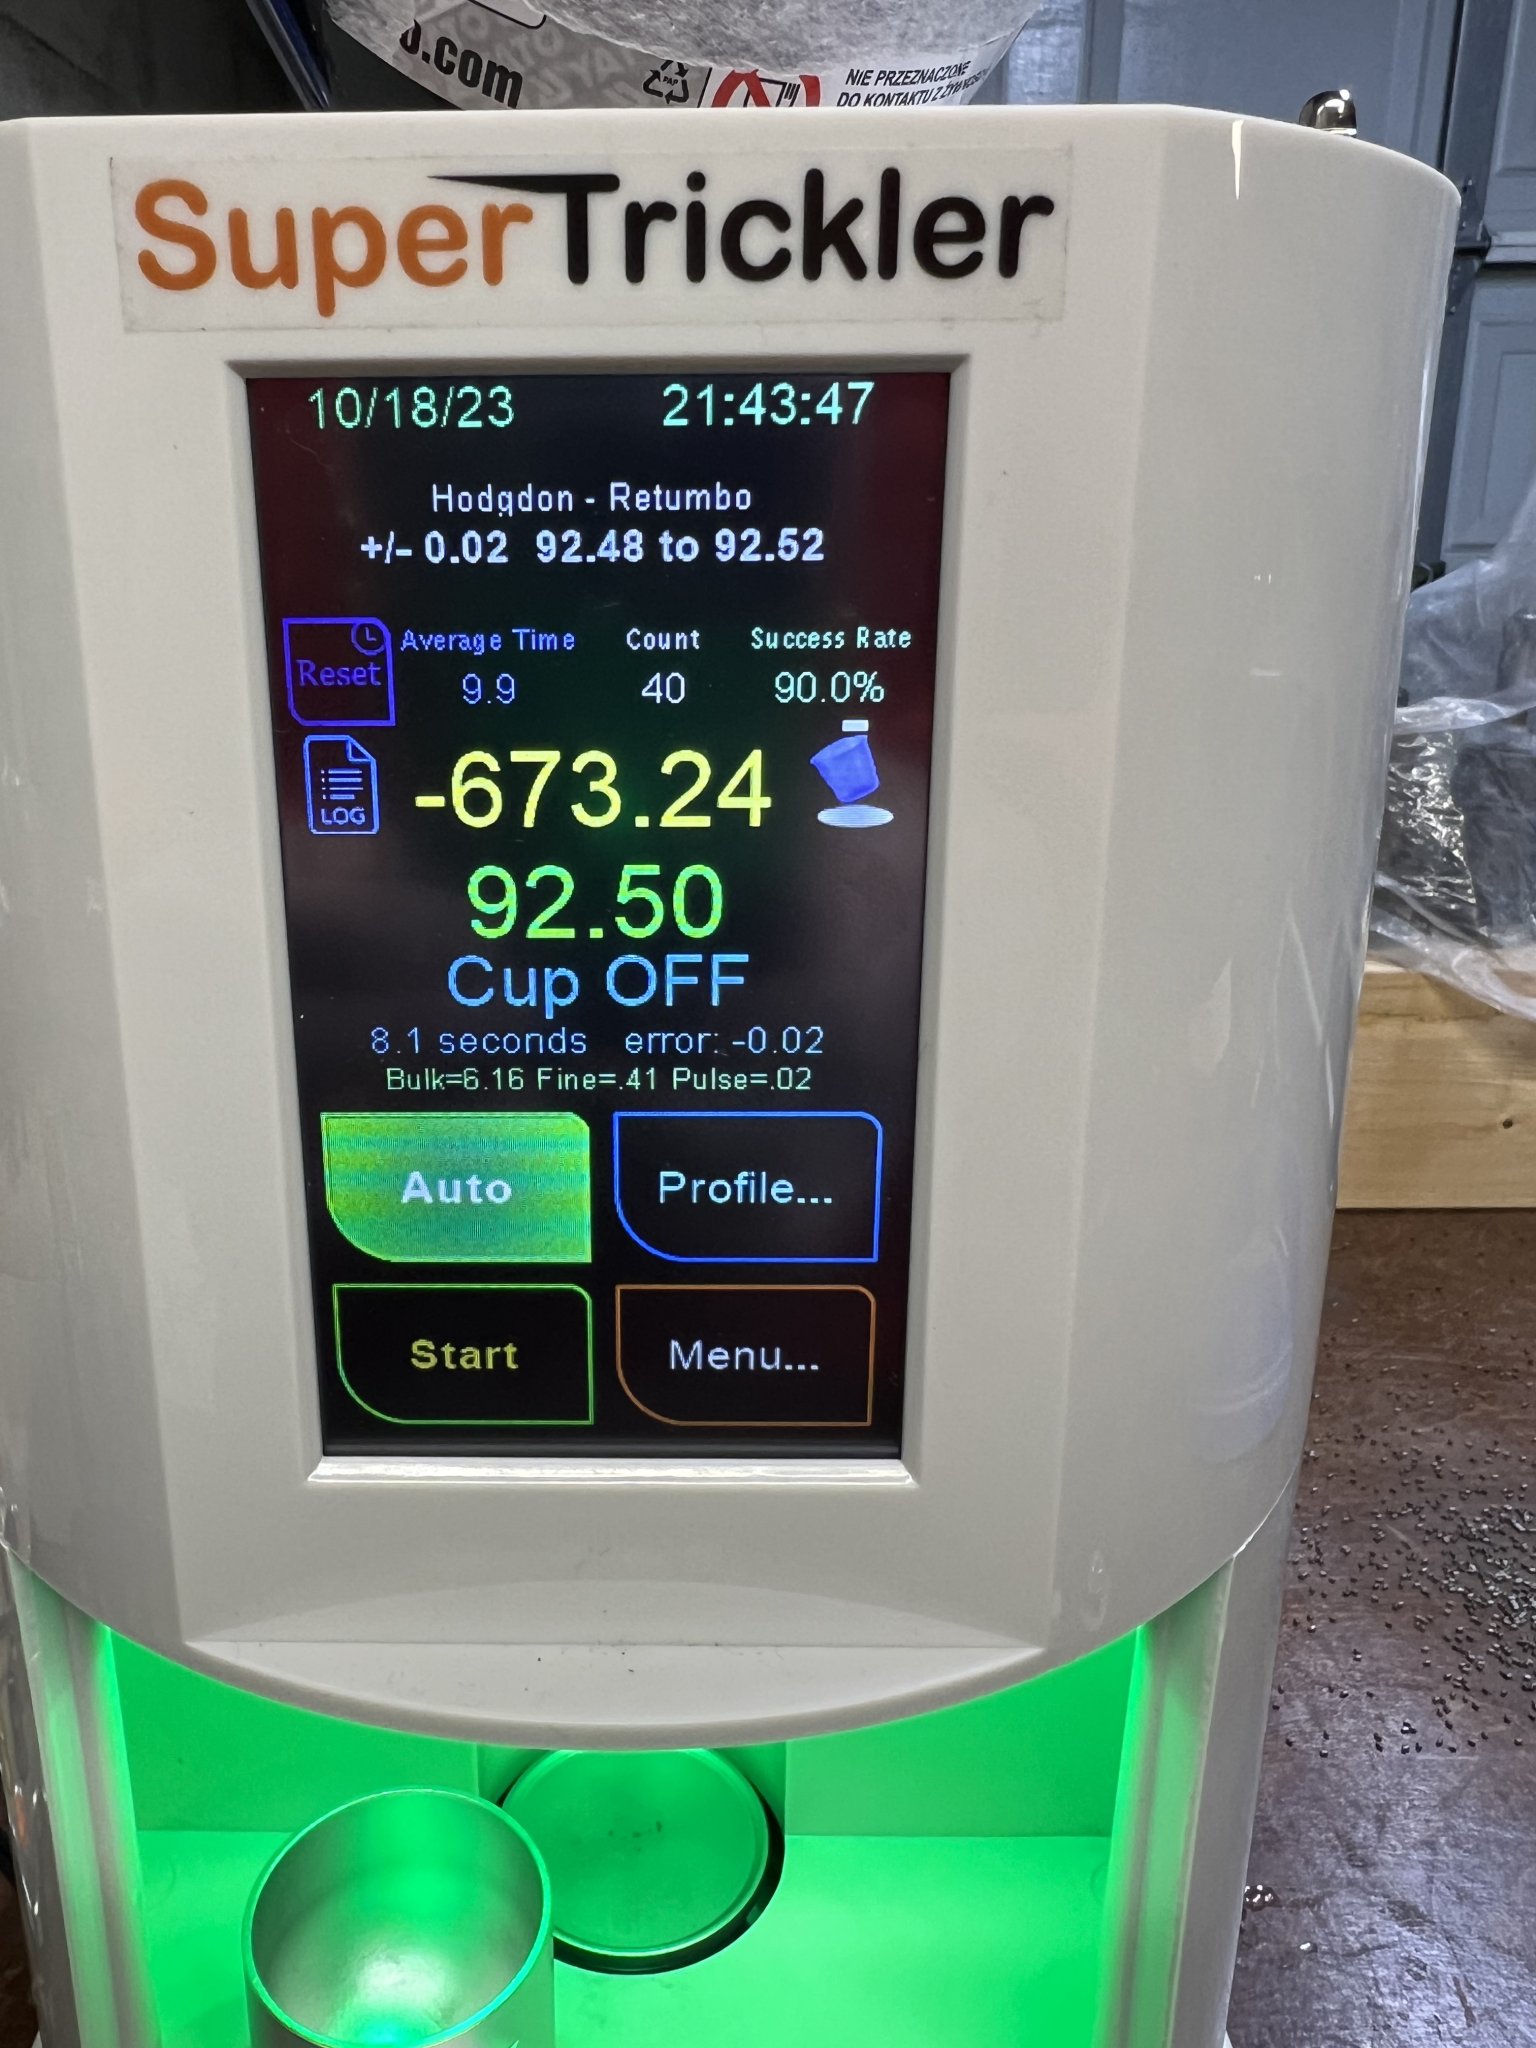 .com
PAP
NIE PRZEZNACZONE
DO KONTAKTU Z ŻYWNOŚCIĄ
SuperTrickler
10/18/23 21:43:47
Hodgdon - Retumbo
+/- 0.02 92.48 to 92.52
Reset
Average Time Count Success Rate
9.9 40 90.0%
LOG
-673.24
92.50
Cup OFF
8.1 seconds error: -0.02
Bulk=6.16 Fine=.41 Pulse=.02
Auto Profile...
Start Menu...